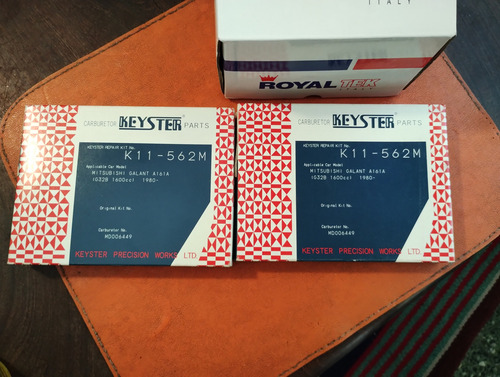 ITALY
ROYAL TEK
CARBURETOR KEYSTER PARTS
KEYSTER REPAIR KIT No.
K11-562M
Applicable Car Model
MITSUBISHI GALANT A161A
(G32B 1600cc) 1980-
Original Kit No.
Carburetor No.
MD006449
KEYSTER PRECISION WORKS LTD.
CARBURETOR KEYSTER PARTS
KEYSTER REPAIR KIT No.
K11-562M
Applicable Car Model
MITSUBISHI GALANT A161A
(G32B 1600cc) 1980-
Original Kit No.
Carburetor No.
MD006449
KEYSTER PRECISION WORKS LTD.